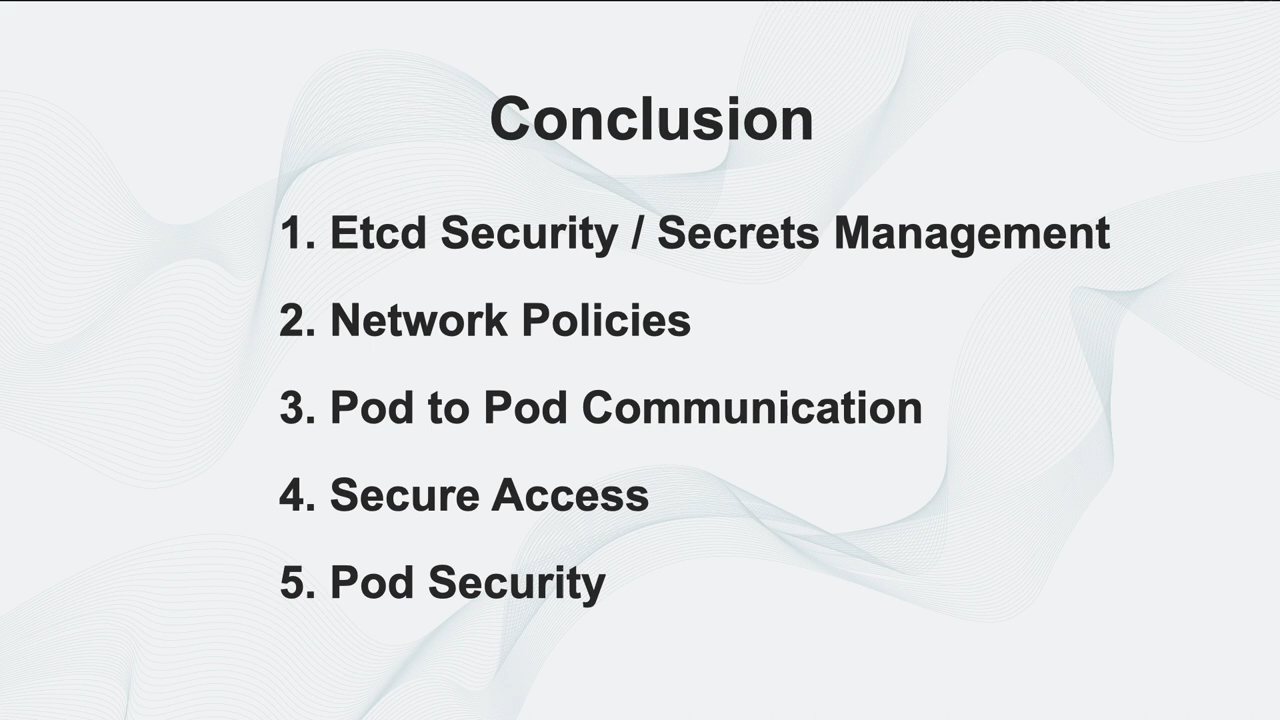 Conclusion
1. Etcd Security / Secrets Management
2. Network Policies
3. Pod to Pod Communication
4. Secure Access
5. Pod Security